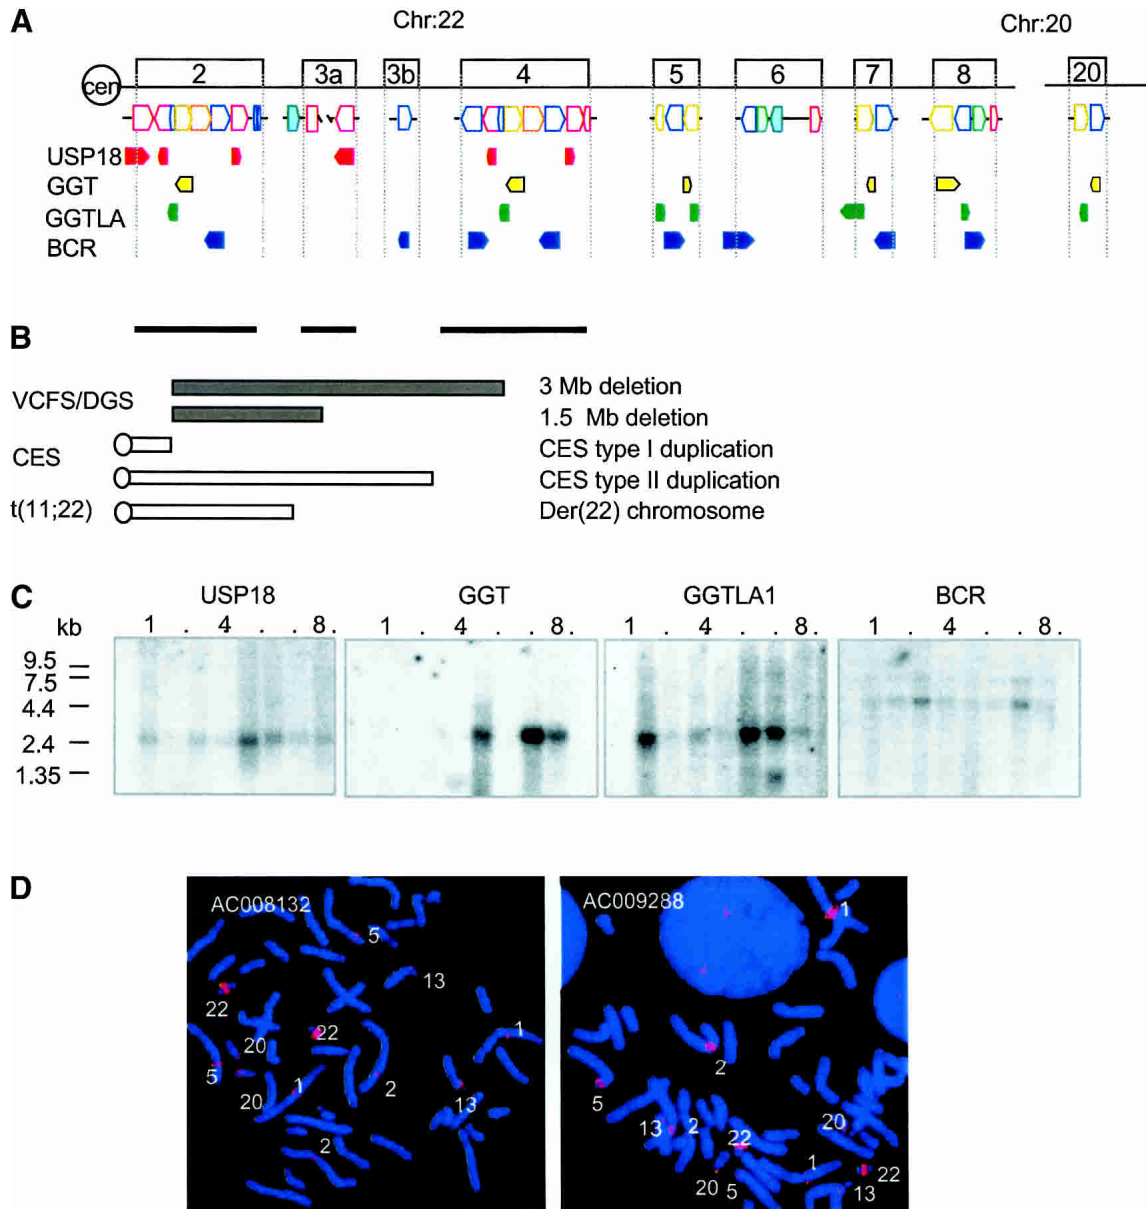 A
Chr:22
Chr:20
cen
2
3a
3b
4
5
6
7
8
20
USP18
GGT
GGTLA
BCR
B
VCFS/DGS
3 Mb deletion
1.5 Mb deletion
CES
CES type I duplication
CES type II duplication
t(11;22)
Der(22) chromosome
C
USP18
GGT
GGTLA1
BCR
kb
1 . 4 . 8 .
1 . 4 . . 8 .
1 . 4 . . 8 .
1 . 4 . . 8 .
9.5
7.5
4.4
2.4
1.35
D
AC008132
5
13
22
22
20
1
5
1
2
20
13
2
AC009288
1
2
5
13
2
22
20
20
5
1
13
22